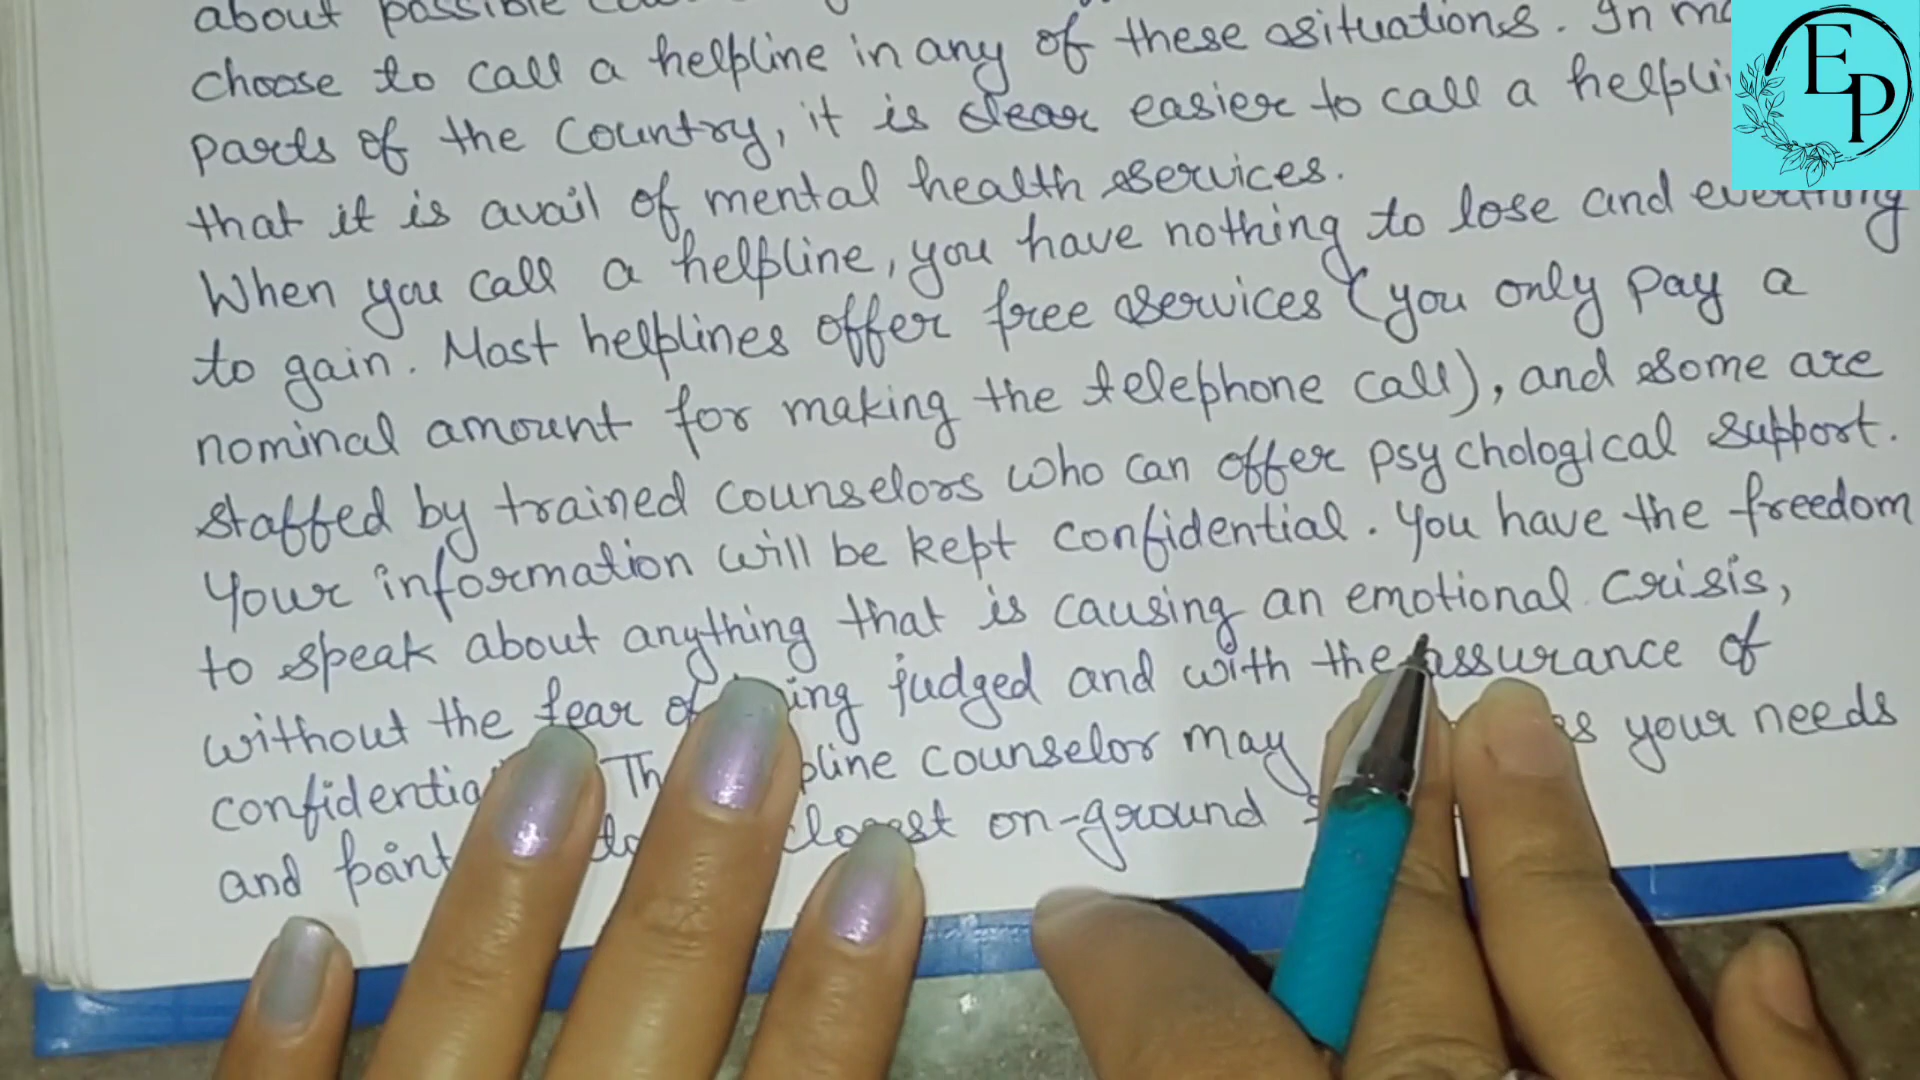 about possible
choose to call a helpline in any of these situations. In
parts of the country, it is clear easier to call a
that it is avail of mental health services.
When you call a helpline, you have nothing to lose and
to gain. Most helplines offer free services (you only pay a
nominal amount for making the telephone call), and some are
staffed by trained counselors who can offer psychological support.
Your information will be kept confidential. You have the freedom
to speak about anything that is causing an emotional crisis,
without the fear of judged and with the assurance of
counselor may your needs
and on-ground
EP